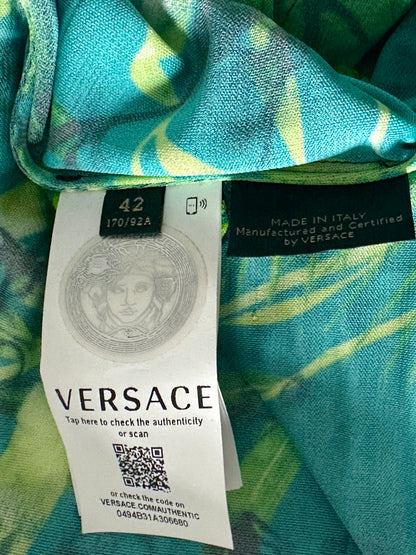 42
170/92A
MADE IN ITALY
Manufactured and Certified
by VERSACE
VERSACE
Tap here to check the authenticity
or scan
or check the code on
VERSACE.COM/AUTHENTIC
0494B31A306680